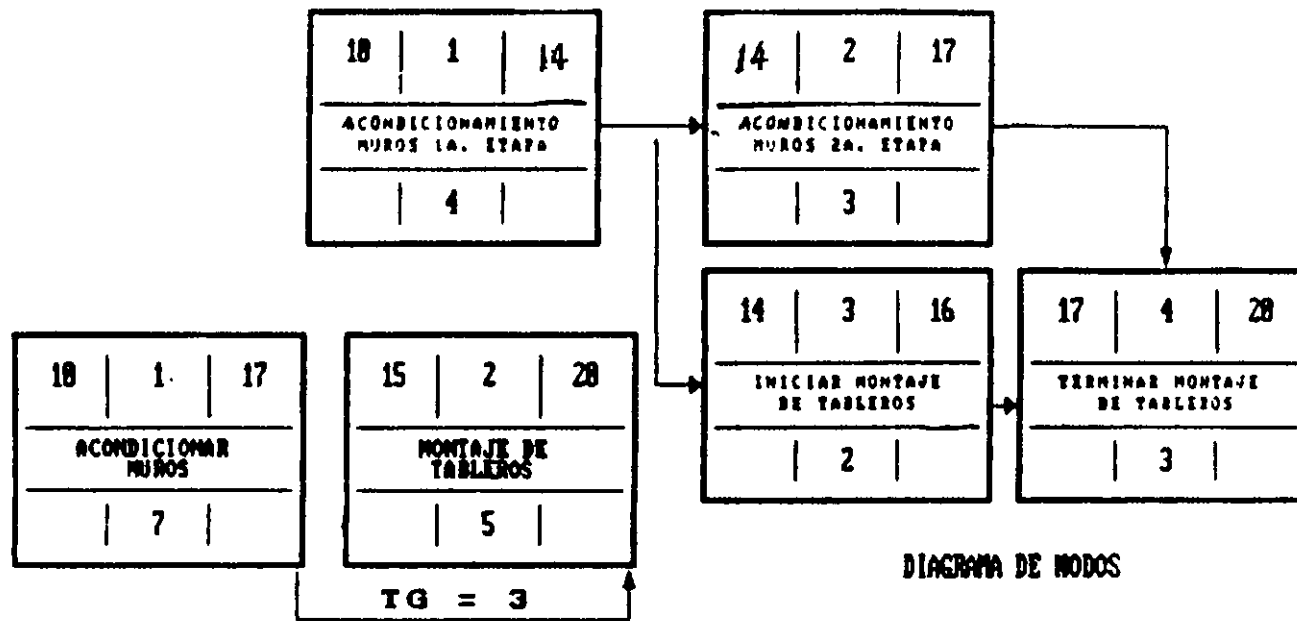 10 1 14
ACONDICIONAMIENTO
MUROS 1A. ETAPA
4
14 2 17
ACONDICIONAMIENTO
MUROS 2A. ETAPA
3
14 3 16
INICIAR MONTAJE
DE TABLEROS
2
17 4 20
TERMINAR MONTAJE
DE TABLEROS
3
10 1 17
ACONDICIONAR
MUROS
7
15 2 20
MONTAJE DE
TABLEROS
5
TG = 3
DIAGRAMA DE NODOS